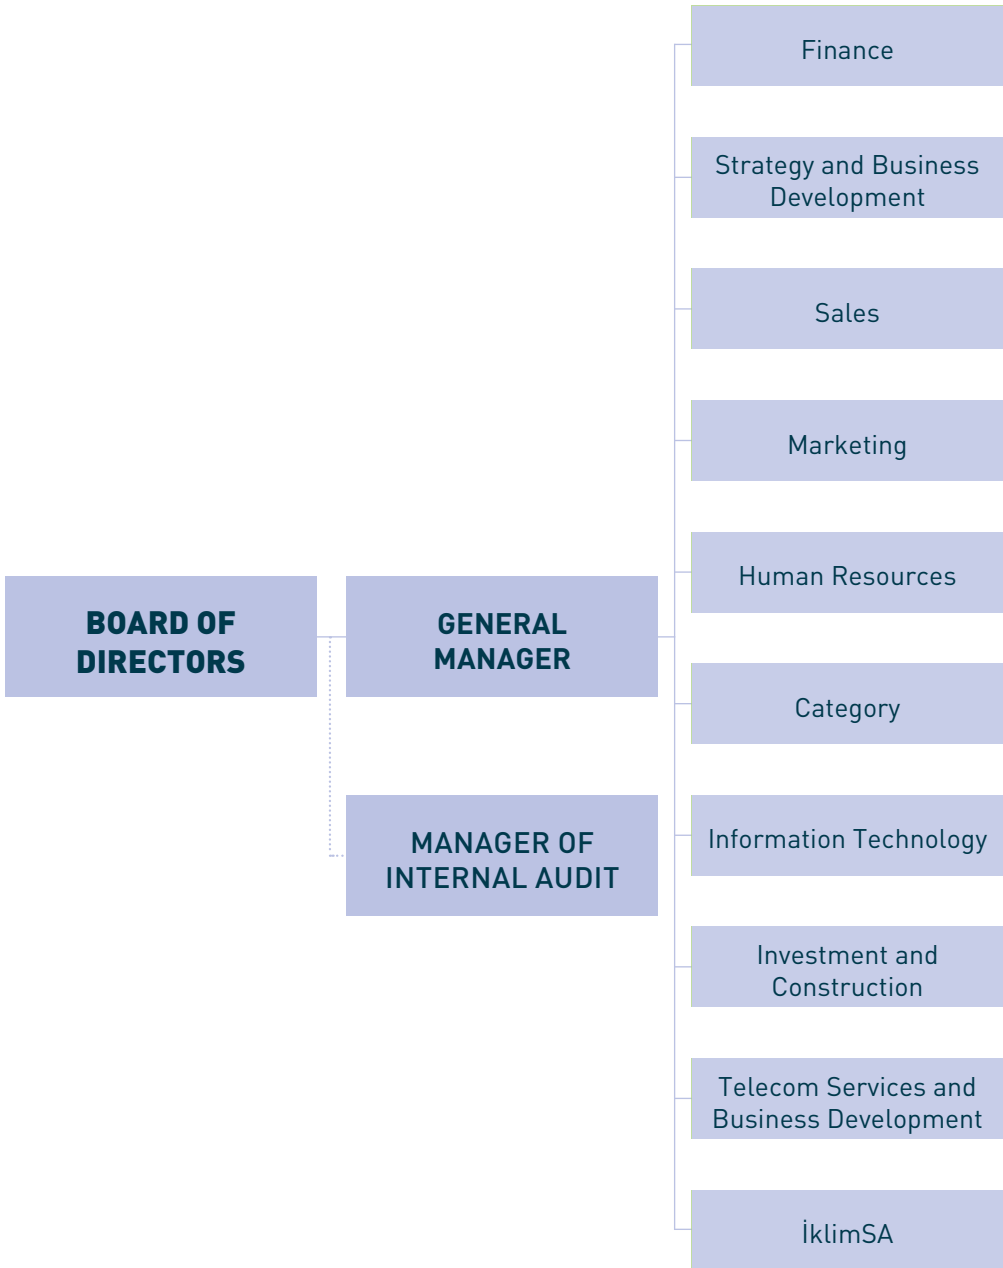 Finance
Strategy and Business
Development
Sales
Marketing
Human Resources
BOARD OF
DIRECTORS
GENERAL
MANAGER
Category
MANAGER OF
INTERNAL AUDIT
Information Technology
Investment and
Construction
Telecom Services and
Business Development
İklimSA